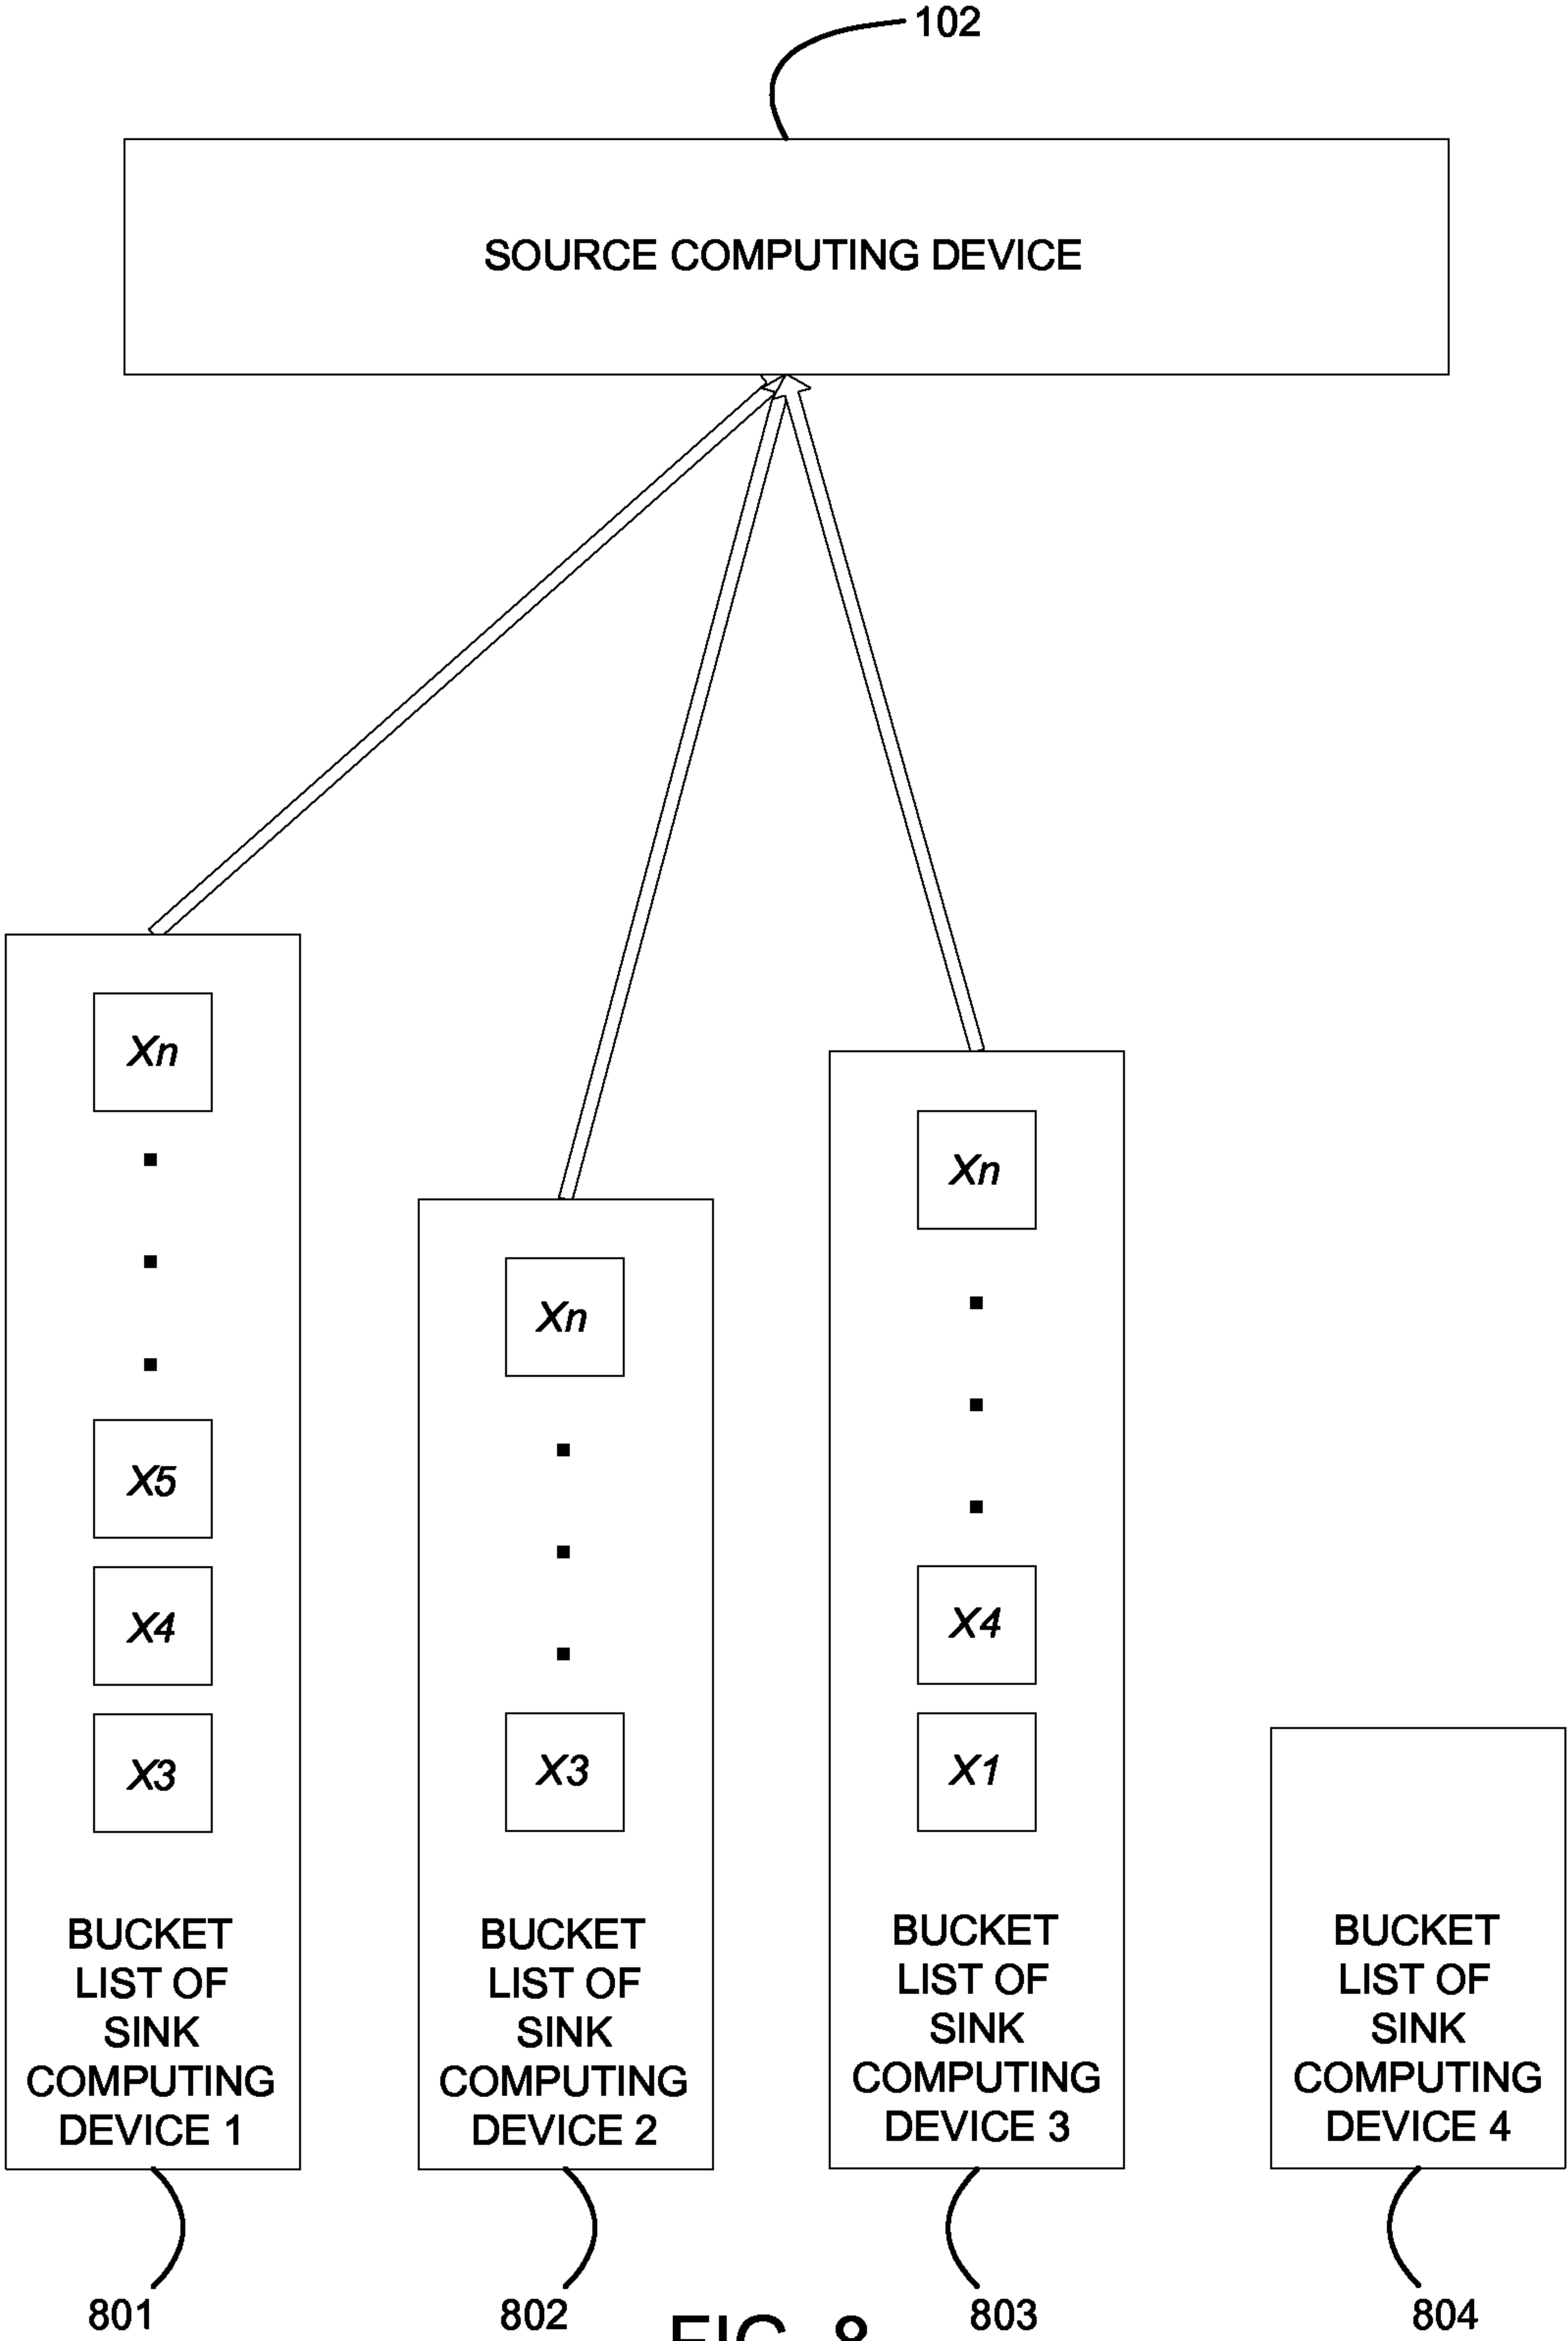 102
SOURCE COMPUTING DEVICE
Xn
X5
X4
X3
BUCKET
LIST OF
SINK
COMPUTING
DEVICE 1
801
Xn
X3
BUCKET
LIST OF
SINK
COMPUTING
DEVICE 2
802
Xn
X4
X1
BUCKET
LIST OF
SINK
COMPUTING
DEVICE 3
803
BUCKET
LIST OF
SINK
COMPUTING
DEVICE 4
804
FIG. 8